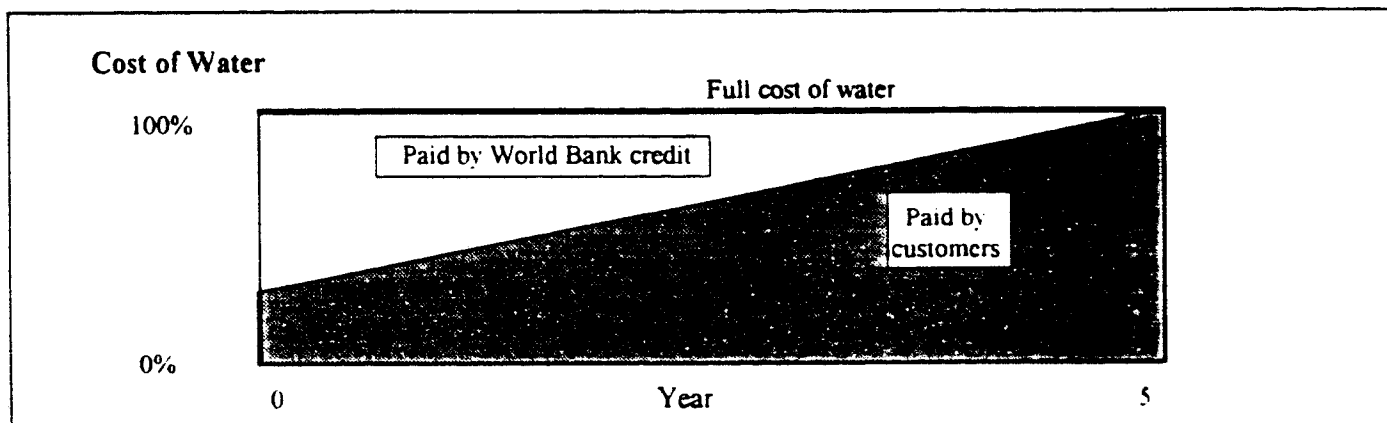 Cost of Water
Full cost of water
100%
Paid by World Bank credit
Paid by
customers
0%
0 Year 5